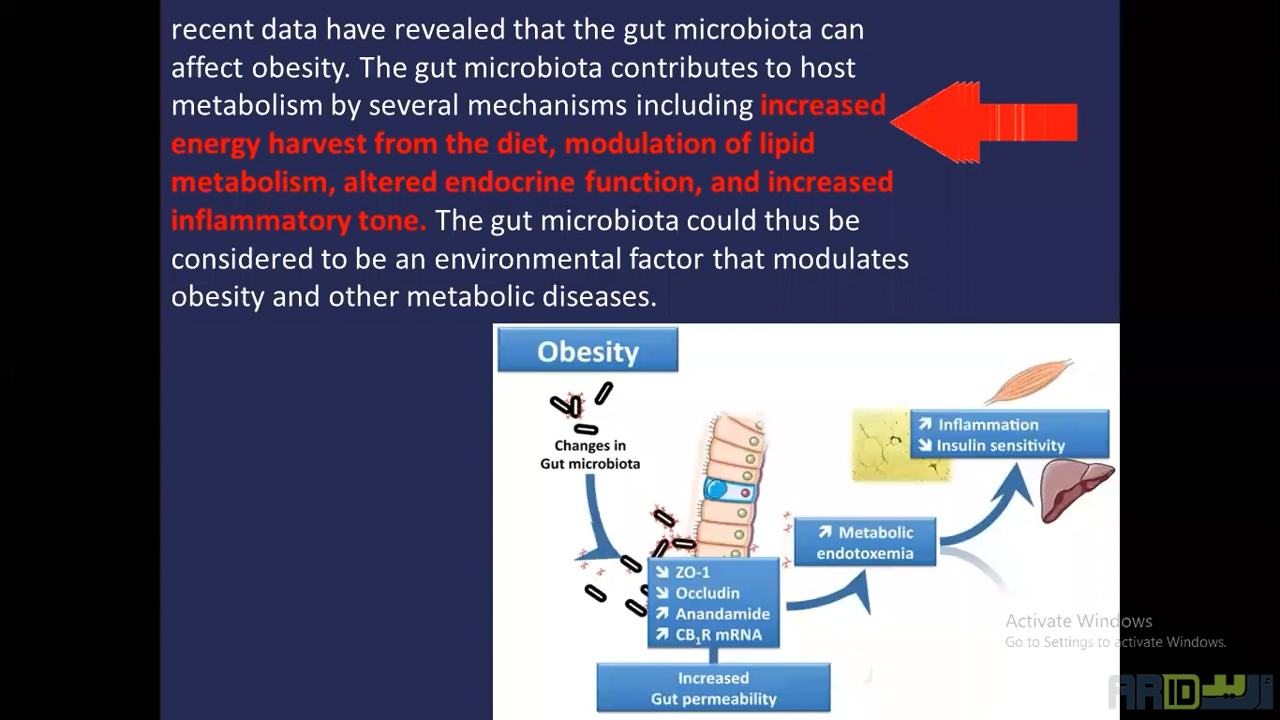 recent data have revealed that the gut microbiota can
affect obesity. The gut microbiota contributes to host
metabolism by several mechanisms including increased
energy harvest from the diet, modulation of lipid
metabolism, altered endocrine function, and increased
inflammatory tone. The gut microbiota could thus be
considered to be an environmental factor that modulates
obesity and other metabolic diseases.
Obesity
Changes in
Gut microbiota
↗ Inflammation
↘ Insulin sensitivity
↗ Metabolic
endotoxemia
↘ ZO-1
↘ Occludin
↗ Anandamide
↗ CB₁R mRNA
Increased
Gut permeability
Activate Windows
Go to Settings to activate Windows.
ARID أريد